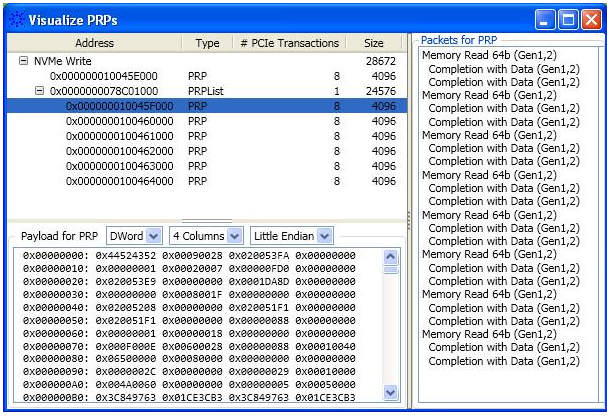 Visualize PRPs
Address Type # PCIe Transactions Size
NVMe Write 28672
0x000000010045E000 PRP 8 4096
0x0000000078C01000 PRPList 1 24576
0x000000010045F000 PRP 8 4096
0x0000000100460000 PRP 8 4096
0x0000000100461000 PRP 8 4096
0x0000000100462000 PRP 8 4096
0x0000000100463000 PRP 8 4096
0x0000000100464000 PRP 8 4096
Payload for PRP DWord 4 Columns Little Endian
0x00000000: 0x44524352 0x00090028 0x020053FA 0x00000000
0x00000010: 0x00000001 0x00020007 0x00000FD0 0x00000000
0x00000020: 0x020053E9 0x00000000 0x0001DA8D 0x00000000
0x00000030: 0x00000000 0x0008001F 0x00000000 0x00000000
0x00000040: 0x02005208 0x00000000 0x020051F1 0x00000000
0x00000050: 0x020051F1 0x00000000 0x00000088 0x00000000
0x00000060: 0x00000001 0x00000018 0x00000000 0x00000000
0x00000070: 0x000F000E 0x00600028 0x00000088 0x00010040
0x00000080: 0x06500000 0x00080000 0x00000000 0x00000000
0x00000090: 0x0000002C 0x00000000 0x00000029 0x00010000
0x000000A0: 0x004A0060 0x00000000 0x00000005 0x00050000
0x000000B0: 0x3C849763 0x01CE3CB3 0x3C849763 0x01CE3CB3
Packets for PRP
Memory Read 64b (Gen1,2)
Completion with Data (Gen1,2)
Completion with Data (Gen1,2)
Memory Read 64b (Gen1,2)
Completion with Data (Gen1,2)
Completion with Data (Gen1,2)
Memory Read 64b (Gen1,2)
Completion with Data (Gen1,2)
Completion with Data (Gen1,2)
Memory Read 64b (Gen1,2)
Completion with Data (Gen1,2)
Completion with Data (Gen1,2)
Memory Read 64b (Gen1,2)
Completion with Data (Gen1,2)
Completion with Data (Gen1,2)
Memory Read 64b (Gen1,2)
Completion with Data (Gen1,2)
Completion with Data (Gen1,2)
Memory Read 64b (Gen1,2)
Completion with Data (Gen1,2)
Completion with Data (Gen1,2)
Memory Read 64b (Gen1,2)
Completion with Data (Gen1,2)
Completion with Data (Gen1,2)